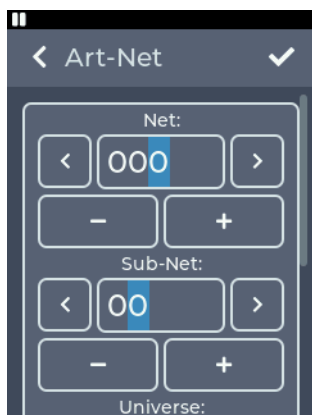 Art-Net
Net:
000
- +
Sub-Net:
00
- +
Universe: